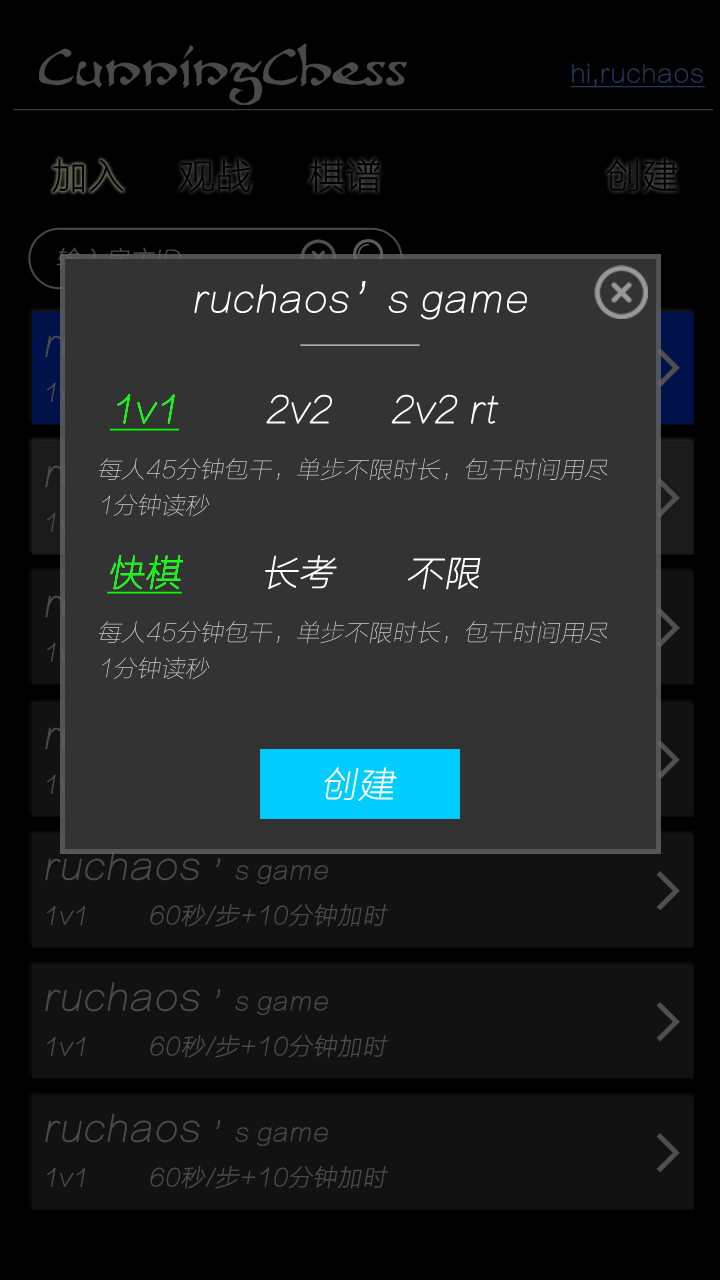 CunningChess
hi,ruchaos
加入 观战 棋谱 创建
ruchaos’s game
1v1 2v2 2v2 rt
每人45分钟包干，单步不限时长，包干时间用尽
1分钟读秒
快棋 长考 不限
每人45分钟包干，单步不限时长，包干时间用尽
1分钟读秒
创建
ruchaos’s game
1v1 60秒/步+10分钟加时
ruchaos’s game
1v1 60秒/步+10分钟加时
ruchaos’s game
1v1 60秒/步+10分钟加时